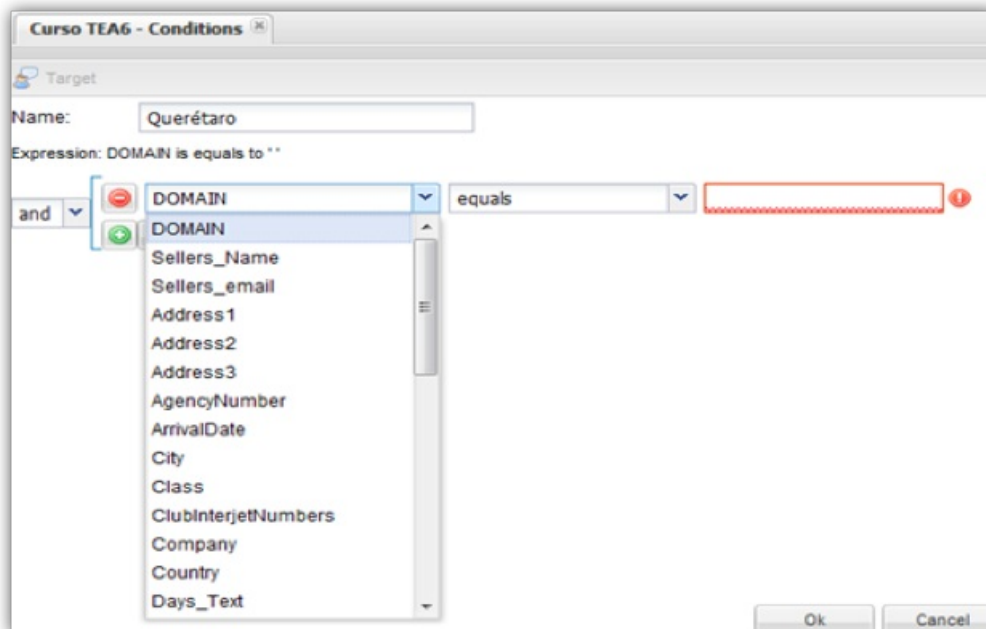 Curso TEA6 - Conditions
Target
Name: Querétaro
Expression: DOMAIN is equals to " "
and DOMAIN equals
DOMAIN
Sellers_Name
Sellers_email
Address1
Address2
Address3
AgencyNumber
ArrivalDate
City
Class
ClubInterjetNumbers
Company
Country
Days_Text
Ok Cancel